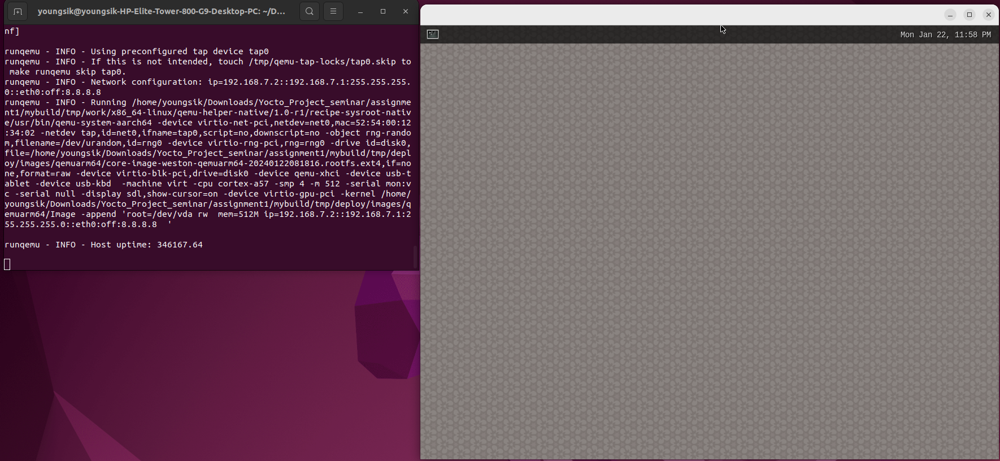 youngsik@youngsik-HP-Elite-Tower-800-G9-Desktop-PC: ~/D...
nf]
runqemu - INFO - Using preconfigured tap device tap0
runqemu - INFO - If this is not intended, touch /tmp/qemu-tap-locks/tap0.skip to
 make runqemu skip tap0.
runqemu - INFO - Network configuration: ip=192.168.7.2::192.168.7.1:255.255.255.
0::eth0:off:8.8.8.8
runqemu - INFO - Running /home/youngsik/Downloads/Yocto_Project_seminar/assignme
nt1/mybuild/tmp/work/x86_64-linux/qemu-helper-native/1.0-r1/recipe-sysroot-nativ
e/usr/bin/qemu-system-aarch64 -device virtio-net-pci,netdev=net0,mac=52:54:00:12
:34:02 -netdev tap,id=net0,ifname=tap0,script=no,downscript=no -object rng-rando
m,filename=/dev/urandom,id=rng0 -device virtio-rng-pci,rng=rng0 -drive id=disk0,
file=/home/youngsik/Downloads/Yocto_Project_seminar/assignment1/mybuild/tmp/depl
oy/images/qemuarm64/core-image-weston-qemuarm64-20240122081816.rootfs.ext4,if=no
ne,format=raw -device virtio-blk-pci,drive=disk0 -device qemu-xhci -device usb-t
ablet -device usb-kbd  -machine virt -cpu cortex-a57 -smp 4 -m 512 -serial mon:v
c -serial null -display sdl,show-cursor=on -device virtio-gpu-pci -kernel /home/
youngsik/Downloads/Yocto_Project_seminar/assignment1/mybuild/tmp/deploy/images/q
emuarm64/Image -append 'root=/dev/vda rw  mem=512M ip=192.168.7.2::192.168.7.1:2
55.255.255.0::eth0:off:8.8.8.8  '
runqemu - INFO - Host uptime: 346167.64
Mon Jan 22, 11:58 PM